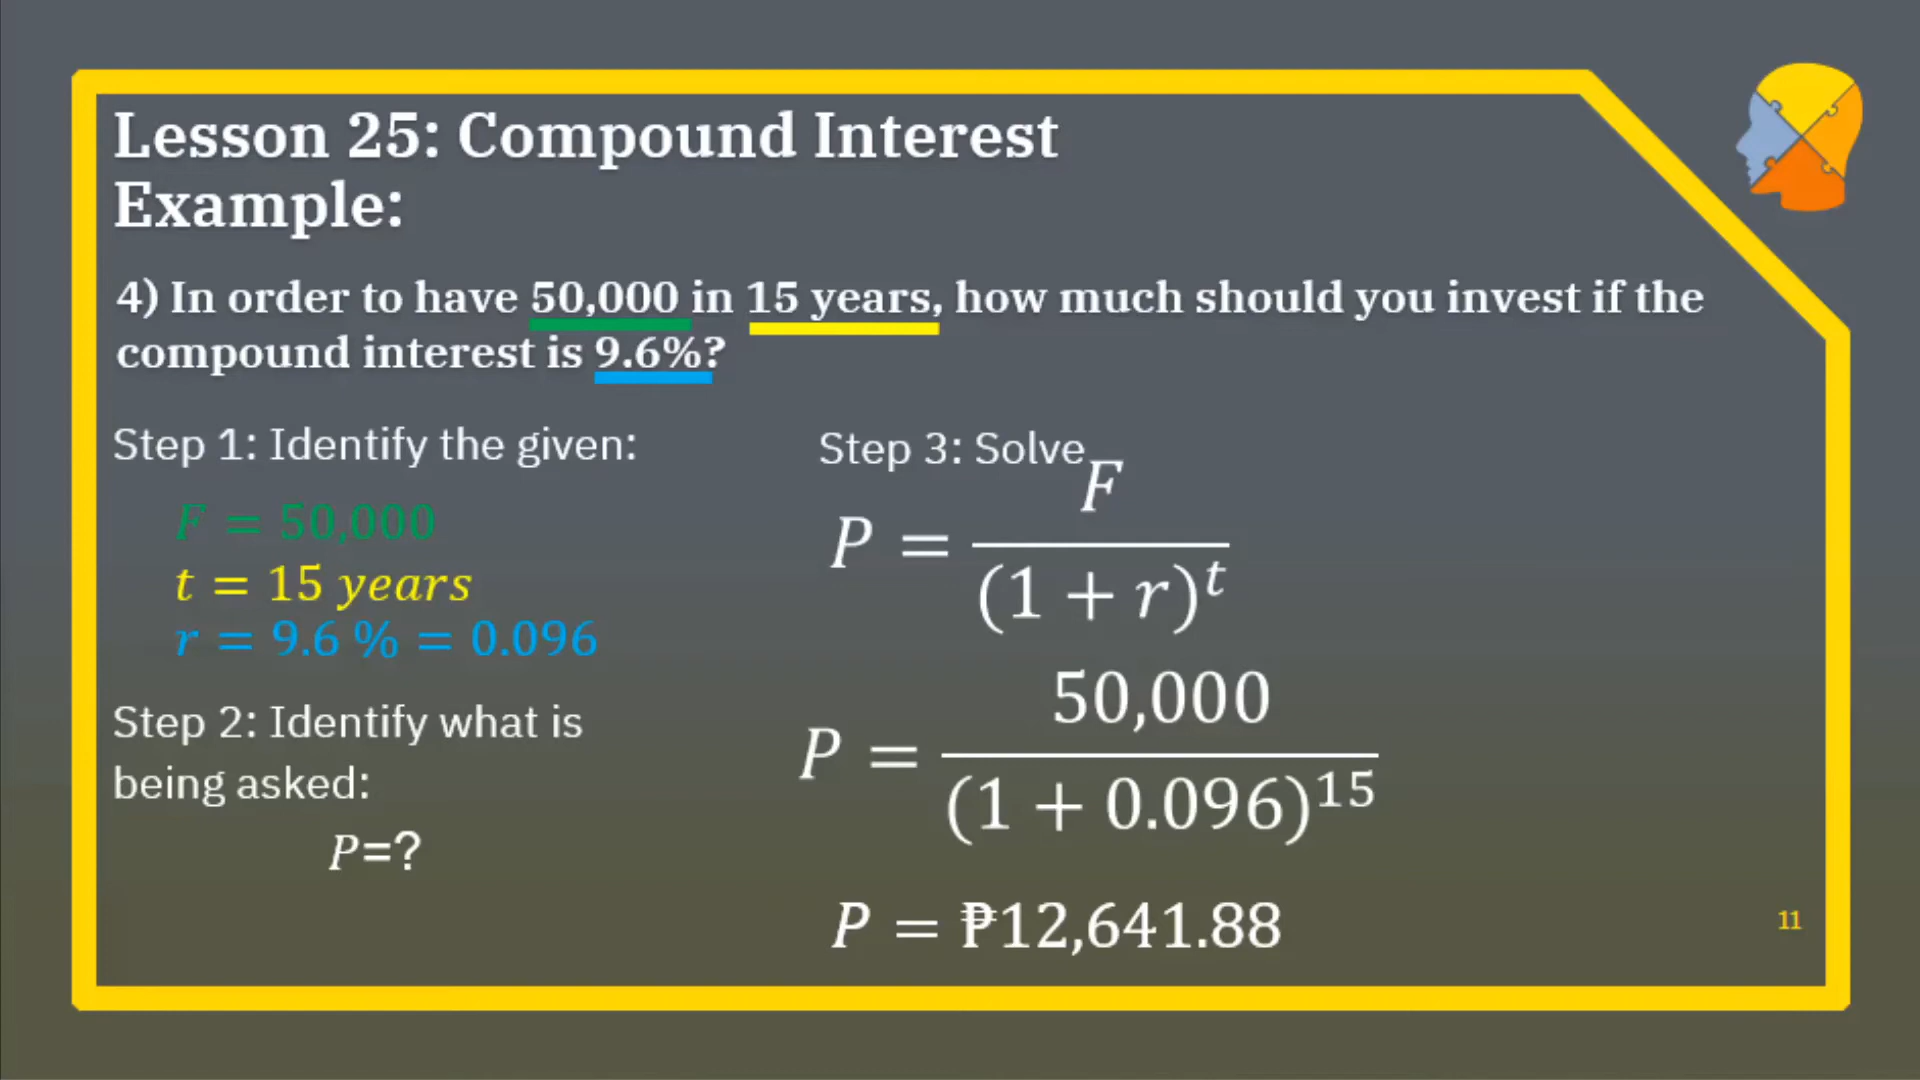 Lesson 25: Compound Interest
Example:
4) In order to have 50,000 in 15 years, how much should you invest if the
compound interest is 9.6%?
Step 1: Identify the given:
F = 50,000
t = 15 years
r = 9.6 % = 0.096
Step 2: Identify what is
being asked:
P=?
Step 3: Solve
P = F / (1 + r)^t
P = 50,000 / (1 + 0.096)^15
P = ₱12,641.88
11